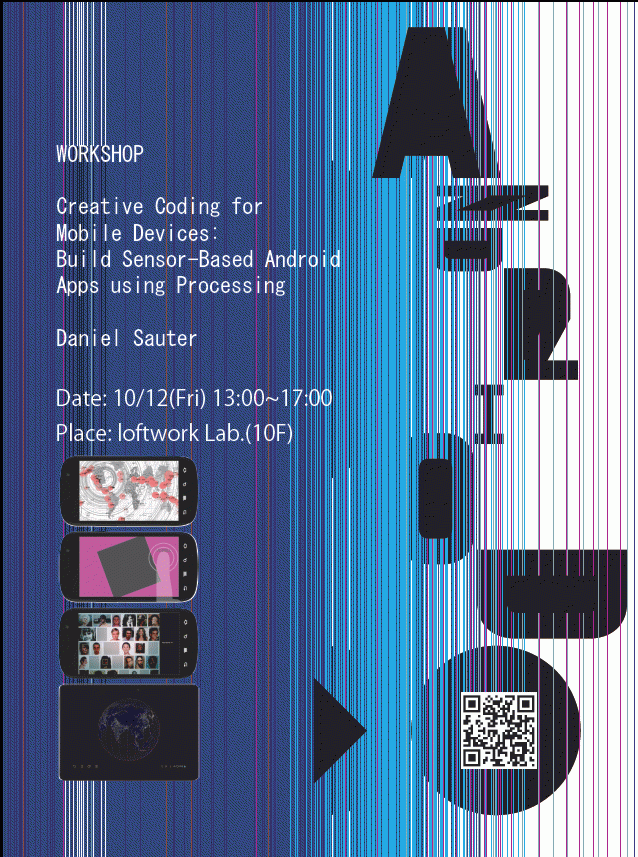 WORKSHOP
Creative Coding for
Mobile Devices:
Build Sensor-Based Android
Apps using Processing
Daniel Sauter
Date: 10/12(Fri) 13:00~17:00
Place: loftwork Lab.(10F)
ANDROID